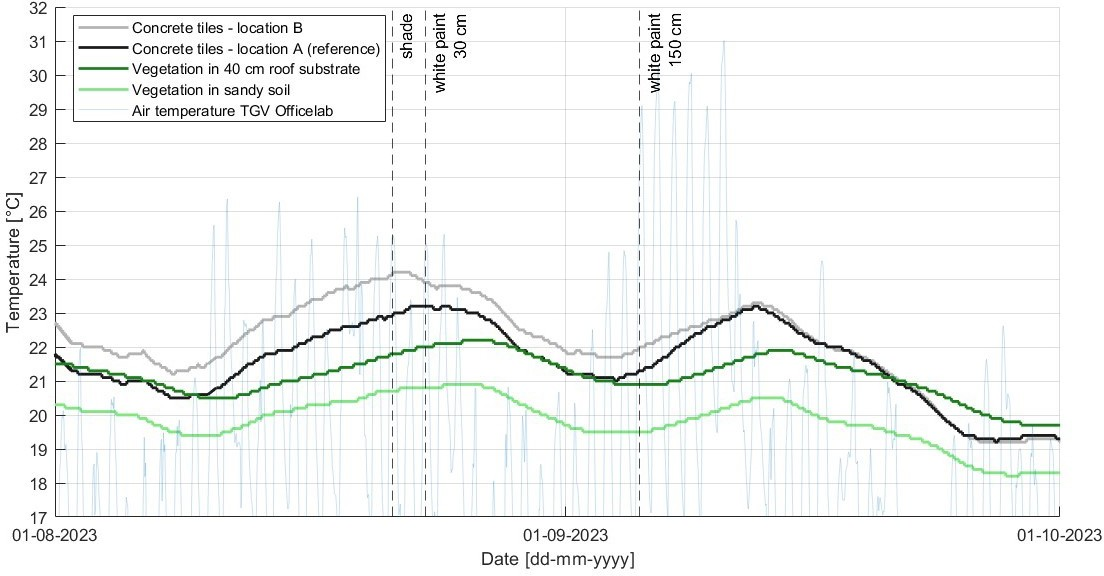 32
31
30
29
28
27
26
25
24
23
22
21
20
19
18
17
Temperature [°C]
Concrete tiles - location B
Concrete tiles - location A (reference)
Vegetation in 40 cm roof substrate
Vegetation in sandy soil
Air temperature TGV Officelab
shade
white paint
30 cm
white paint
150 cm
01-08-2023
01-09-2023
01-10-2023
Date [dd-mm-yyyy]